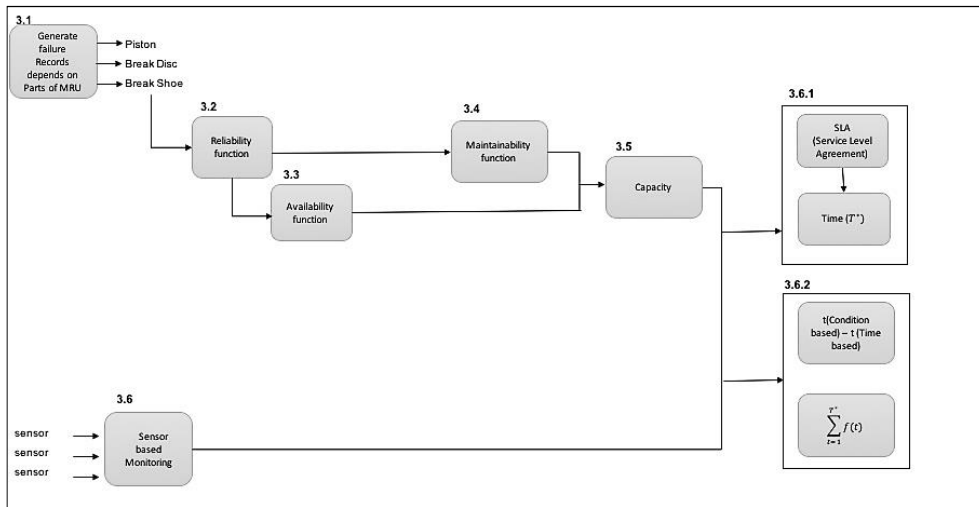 3.1
Generate
failure
Records
depends on
Parts of MRU
Piston
Break Disc
Break Shoe
3.2
Reliability
function
3.3
Availability
function
3.4
Maintainability
function
3.5
Capacity
3.6.1
SLA
(Service Level
Agreement)
Time (T*)
3.6.2
t(Condition
based) – t (Time
based)
T*
∑ f(t)
t=1
3.6
Sensor
based
Monitoring
sensor
sensor
sensor